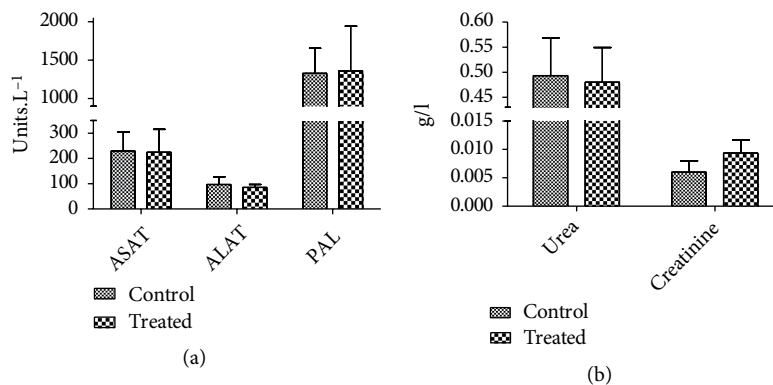 2000
1500
1000
300
200
100
0
Units.L⁻¹
ASAT
ALAT
PAL
Control
Treated
(a)
0.60
0.55
0.50
0.45
0.015
0.010
0.005
0.000
g/l
Urea
Creatinine
Control
Treated
(b)